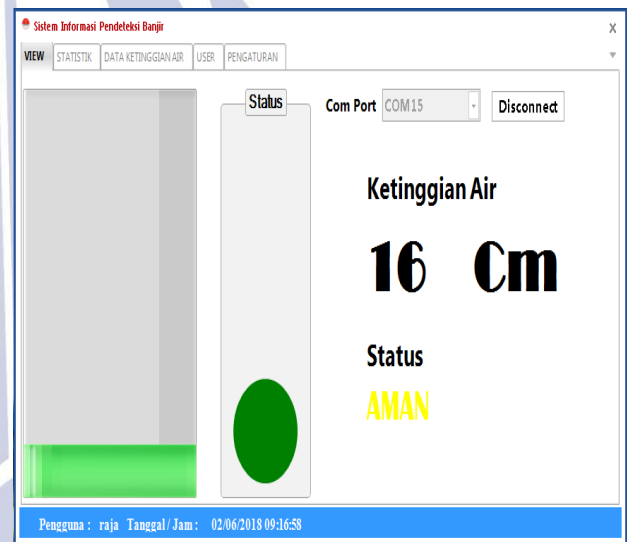 Sistem Informasi Pendeteksi Banjir
VIEW STATISTIK DATA KETINGGIAN AIR USER PENGATURAN
Status
Com Port COM15 Disconnect
Ketinggian Air
16 Cm
Status
AMAN
Pengguna : raja Tanggal / Jam : 02/06/2018 09:16:58